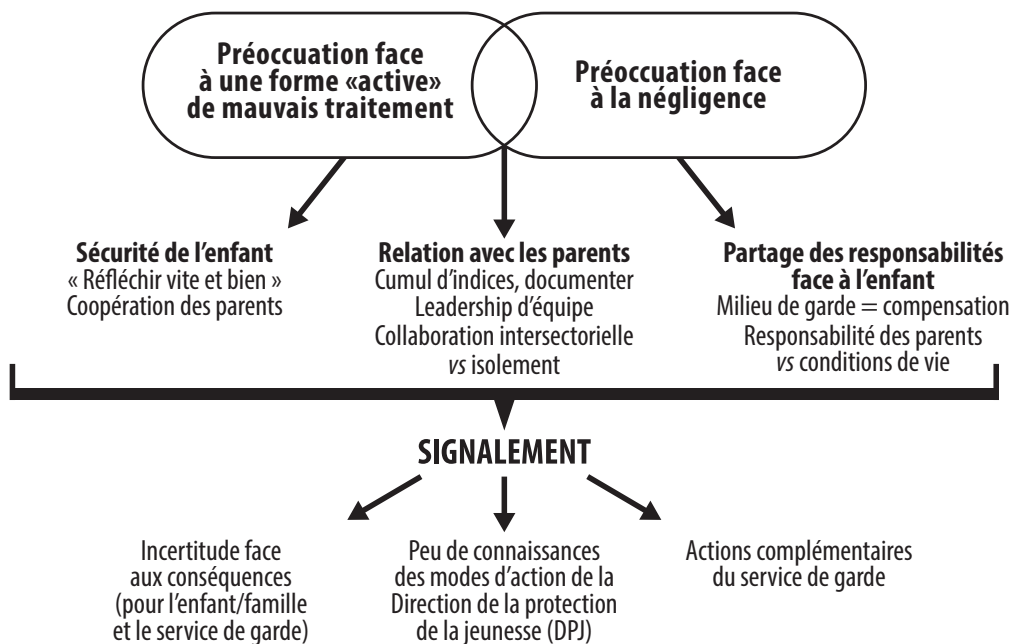 Préoccuation face
à une forme «active»
de mauvais traitement
Préoccuation face
à la négligence
Sécurité de l'enfant
« Réfléchir vite et bien »
Coopération des parents
Relation avec les parents
Cumul d'indices, documenter
Leadership d'équipe
Collaboration intersectorielle
vs isolement
Partage des responsabilités
face à l'enfant
Milieu de garde = compensation
Responsabilité des parents
vs conditions de vie
SIGNALEMENT
Incertitude face
aux conséquences
(pour l'enfant/famille
et le service de garde)
Peu de connaissances
des modes d'action de la
Direction de la protection
de la jeunesse (DPJ)
Actions complémentaires
du service de garde